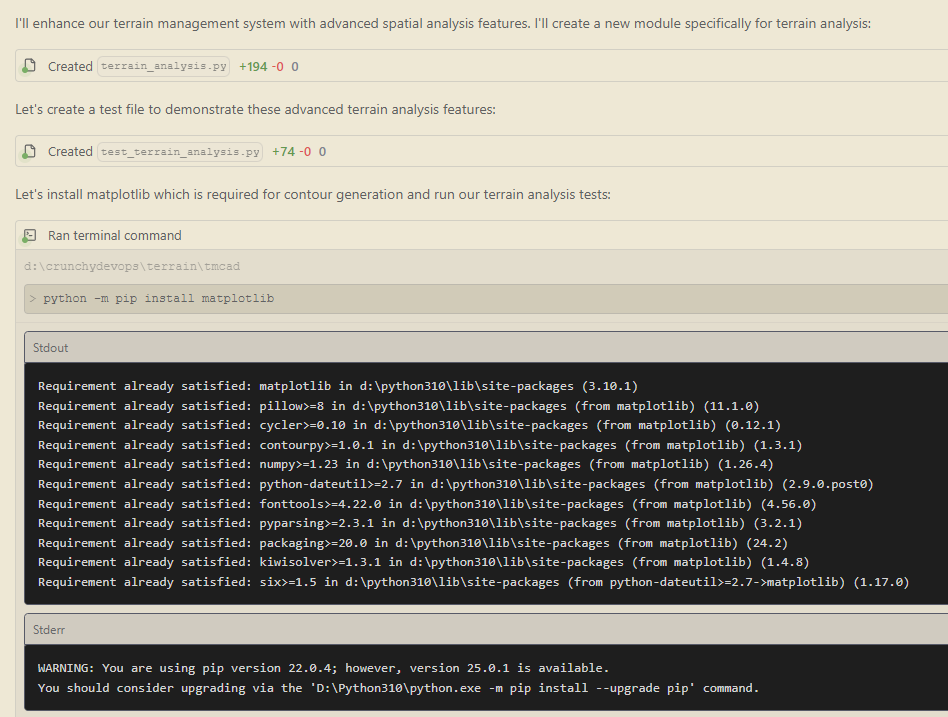 I'll enhance our terrain management system with advanced spatial analysis features. I'll create a new module specifically for terrain analysis:
Created terrain_analysis.py +194 -0 0
Let's create a test file to demonstrate these advanced terrain analysis features:
Created test_terrain_analysis.py +74 -0 0
Let's install matplotlib which is required for contour generation and run our terrain analysis tests:
Ran terminal command
d:\crunchydevops\terrain\tmcad
> python -m pip install matplotlib
Stdout
Requirement already satisfied: matplotlib in d:\python310\lib\site-packages (3.10.1)
Requirement already satisfied: pillow>=8 in d:\python310\lib\site-packages (from matplotlib) (11.1.0)
Requirement already satisfied: cycler>=0.10 in d:\python310\lib\site-packages (from matplotlib) (0.12.1)
Requirement already satisfied: contourpy>=1.0.1 in d:\python310\lib\site-packages (from matplotlib) (1.3.1)
Requirement already satisfied: numpy>=1.23 in d:\python310\lib\site-packages (from matplotlib) (1.26.4)
Requirement already satisfied: python-dateutil>=2.7 in d:\python310\lib\site-packages (from matplotlib) (2.9.0.post0)
Requirement already satisfied: fonttools>=4.22.0 in d:\python310\lib\site-packages (from matplotlib) (4.56.0)
Requirement already satisfied: pyparsing>=2.3.1 in d:\python310\lib\site-packages (from matplotlib) (3.2.1)
Requirement already satisfied: packaging>=20.0 in d:\python310\lib\site-packages (from matplotlib) (24.2)
Requirement already satisfied: kiwisolver>=1.3.1 in d:\python310\lib\site-packages (from matplotlib) (1.4.8)
Requirement already satisfied: six>=1.5 in d:\python310\lib\site-packages (from python-dateutil>=2.7->matplotlib) (1.17.0)
Stderr
WARNING: You are using pip version 22.0.4; however, version 25.0.1 is available.
You should consider upgrading via the 'D:\Python310\python.exe -m pip install --upgrade pip' command.